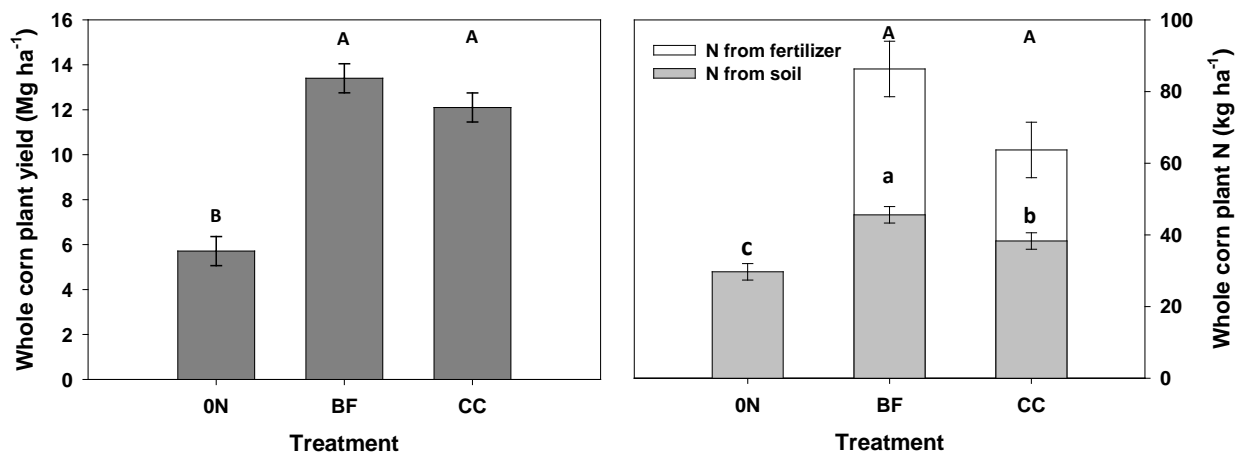 Whole corn plant yield (Mg ha⁻¹)
16
14
12
10
8
6
4
2
0
B
A
A
0N
BF
CC
Treatment
N from fertilizer
N from soil
A
A
c
a
b
100
80
60
40
20
0
Whole corn plant N (kg ha⁻¹)
0N
BF
CC
Treatment